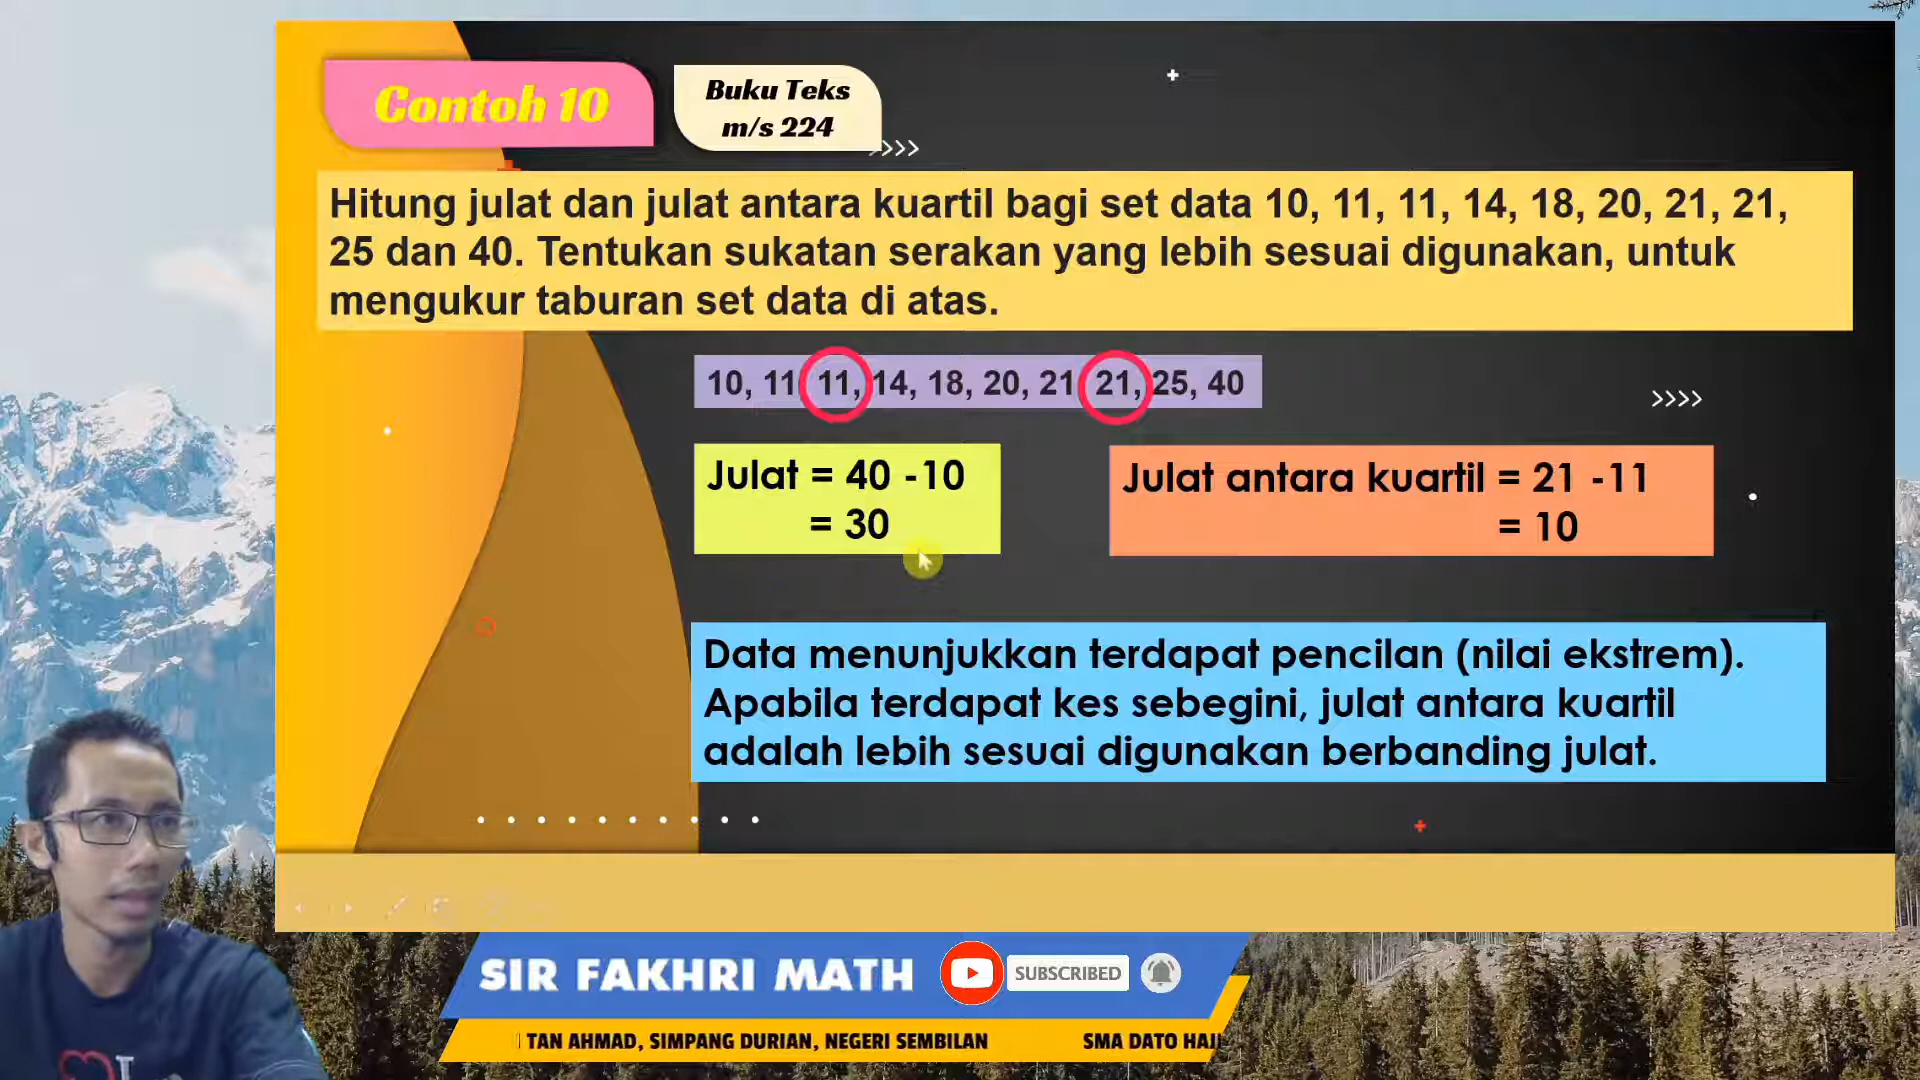 Contoh 10
Buku Teks
m/s 224
Hitung julat dan julat antara kuartil bagi set data 10, 11, 11, 14, 18, 20, 21, 21,
25 dan 40. Tentukan sukatan serakan yang lebih sesuai digunakan, untuk
mengukur taburan set data di atas.
10, 11, 11, 14, 18, 20, 21, 21, 25, 40
Julat = 40 -10
= 30
Julat antara kuartil = 21 -11
= 10
Data menunjukkan terdapat pencilan (nilai ekstrem).
Apabila terdapat kes sebegini, julat antara kuartil
adalah lebih sesuai digunakan berbanding julat.
SIR FAKHRI MATH
SUBSCRIBED
TAN AHMAD, SIMPANG DURIAN, NEGERI SEMBILAN
SMA DATO HAJI